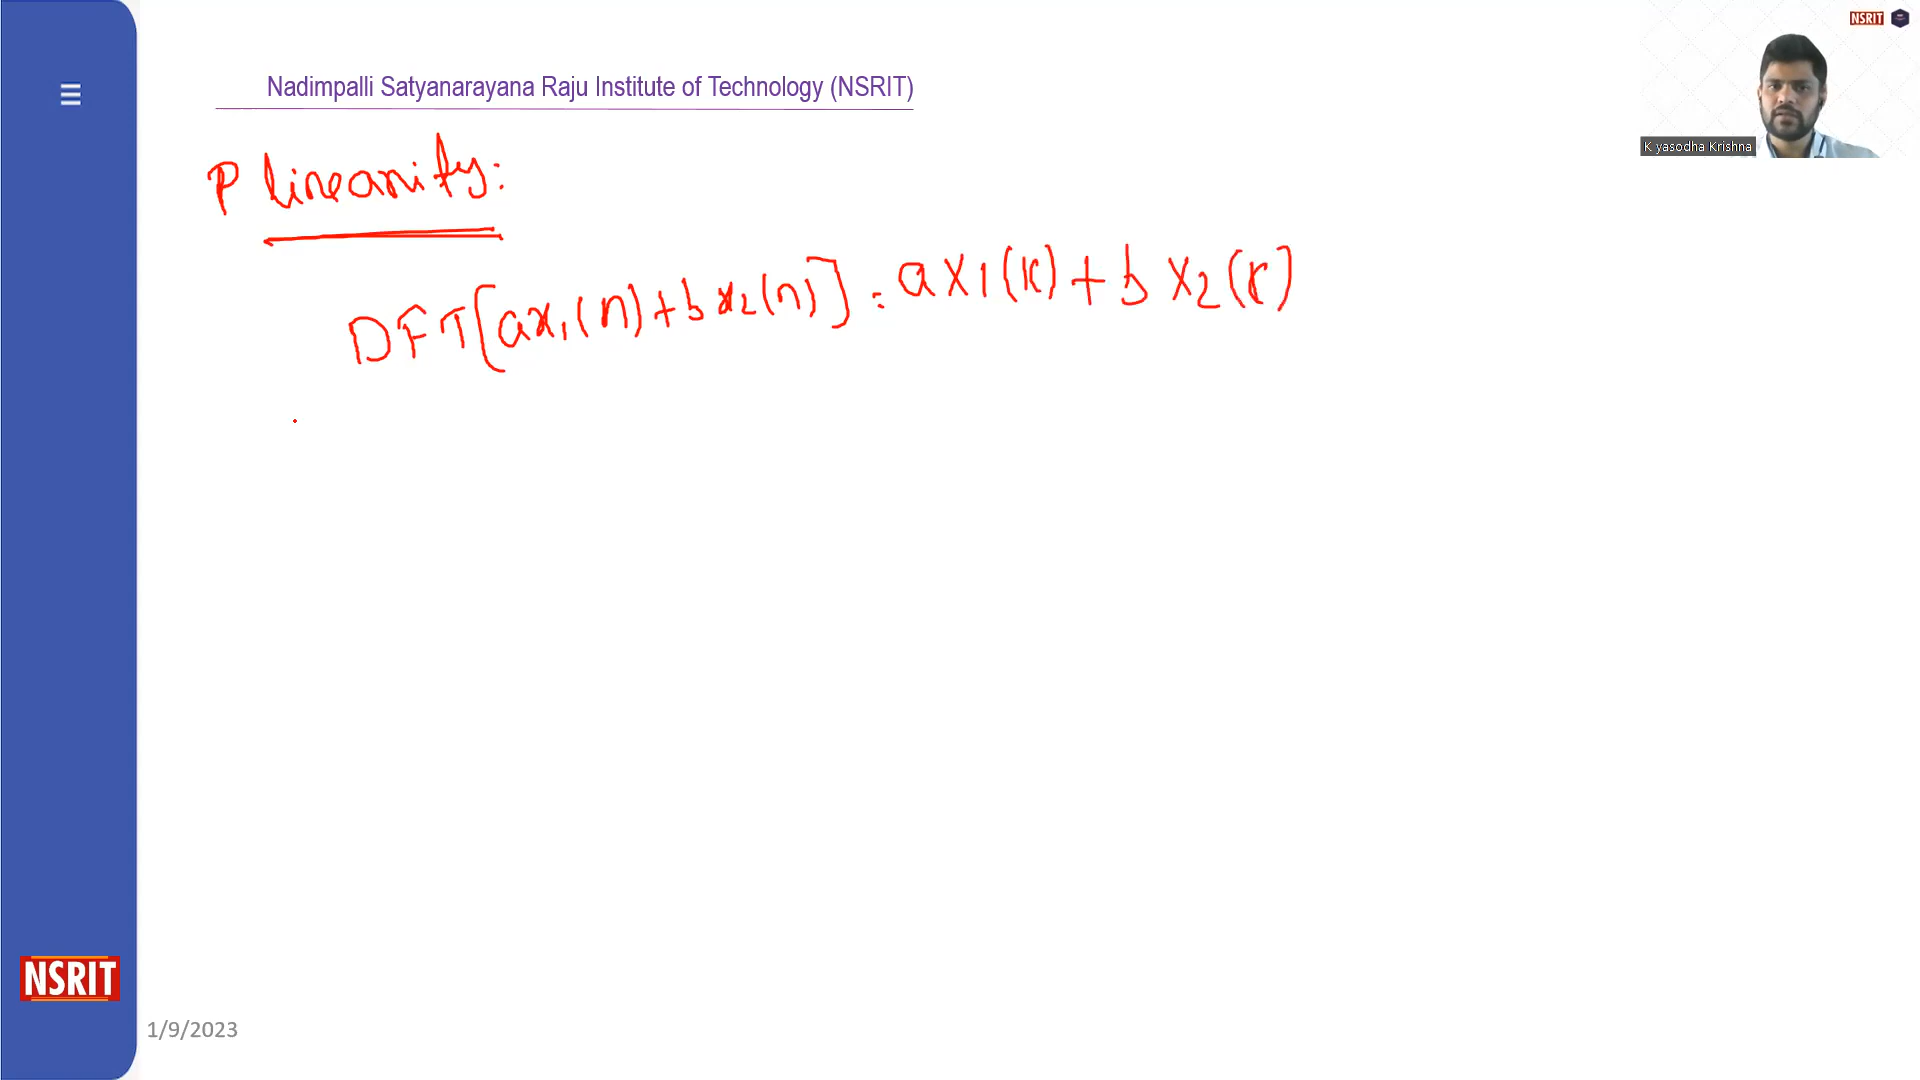 NSRIT
Nadimpalli Satyanarayana Raju Institute of Technology (NSRIT)
K yasodha Krishna
P linearity:
DFT[ax₁(n)+bx₂(n)] = aX₁(K)+bX₂(K)
NSRIT
1/9/2023